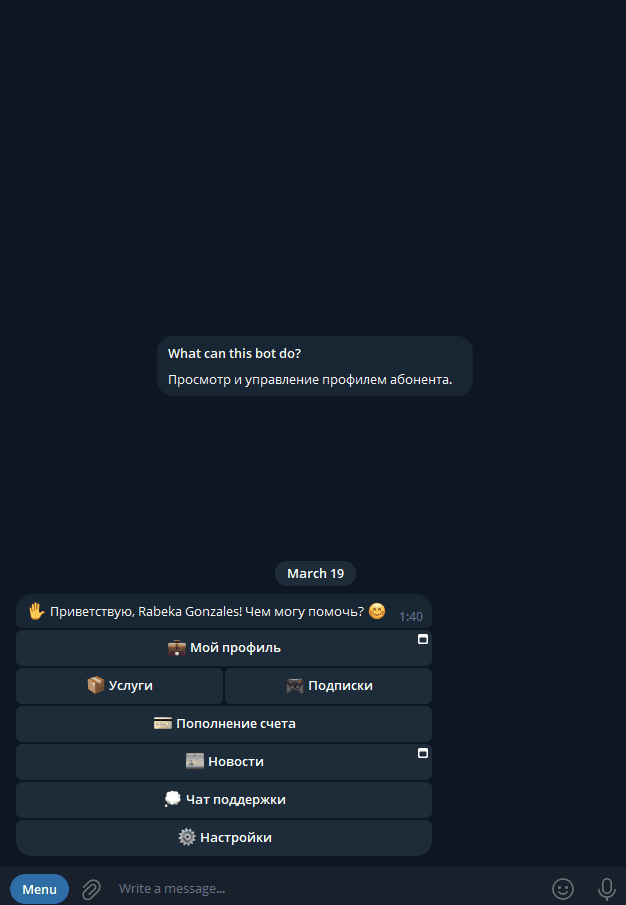 What can this bot do?
Просмотр и управление профилем абонента.
March 19
✋ Приветствую, Rabeka Gonzales! Чем могу помочь? 😊 1:40
💼 Мой профиль
📦 Услуги
🎮 Подписки
💳 Пополнение счета
📰 Новости
💭 Чат поддержки
⚙️ Настройки
Menu
Write a message...